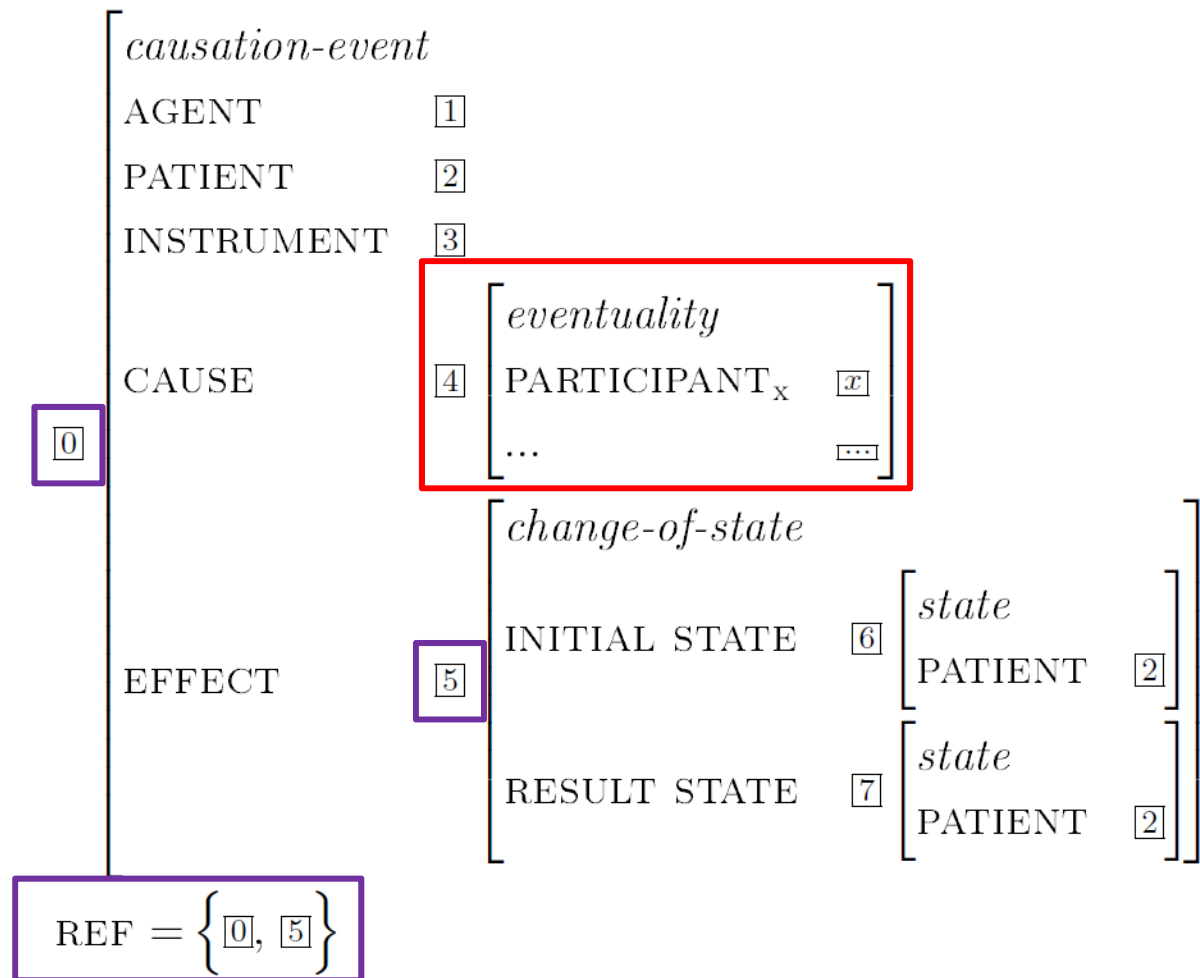 causation-event
AGENT 1
PATIENT 2
INSTRUMENT 3
eventuality
CAUSE 4 PARTICIPANTx x
0
... ...
change-of-state
state
INITIAL STATE 6
PATIENT 2
EFFECT 5
state
RESULT STATE 7
PATIENT 2
REF = {0, 5}